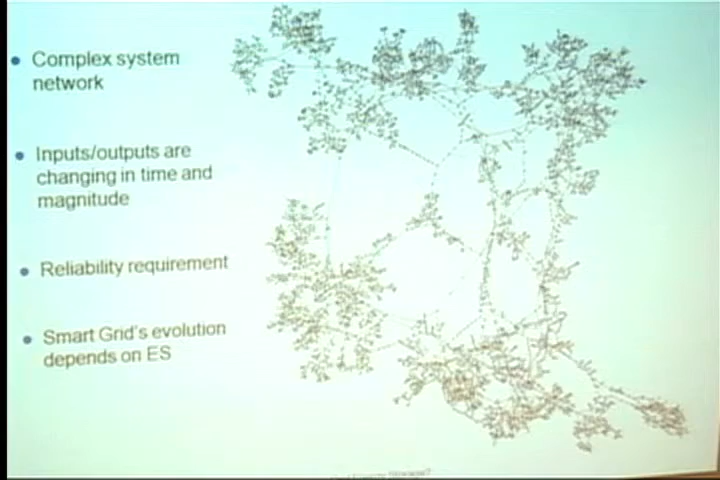 Complex system
network
Inputs/outputs are
changing in time and
magnitude
Reliability requirement
Smart Grid's evolution
depends on ES